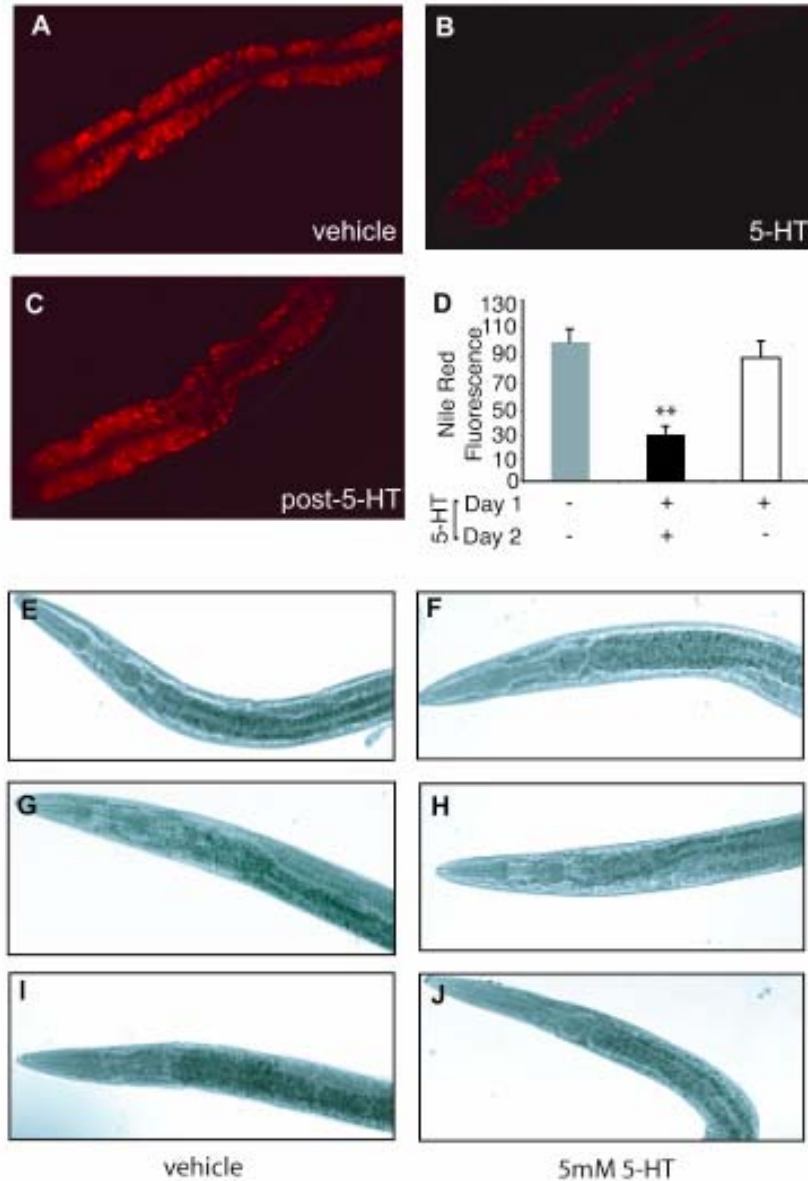 A
vehicle
B
5-HT
C
post-5-HT
D
Nile Red
Fluorescence
130
110
90
70
50
30
10
0
**
5-HT
Day 1 - + +
Day 2 - + -
E
F
G
H
I
J
vehicle
5mM 5-HT